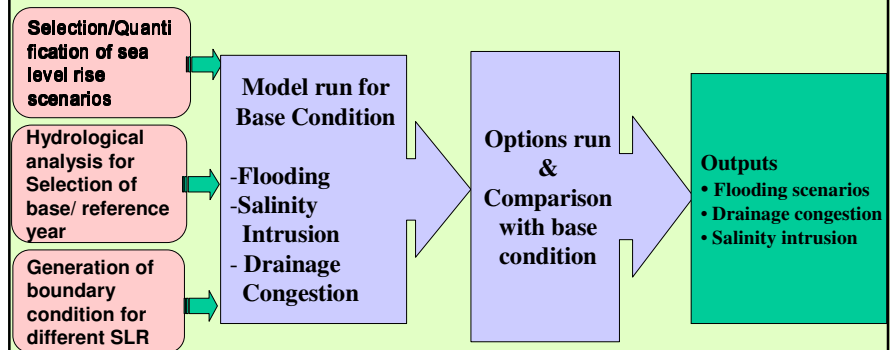 Selection/Quanti
fication of sea
level rise
scenarios
Hydrological
analysis for
Selection of
base/ reference
year
Generation of
boundary
condition for
different SLR
Model run for
Base Condition
-Flooding
-Salinity
Intrusion
- Drainage
Congestion
Options run
&
Comparison
with base
condition
Outputs
• Flooding scenarios
• Drainage congestion
• Salinity intrusion